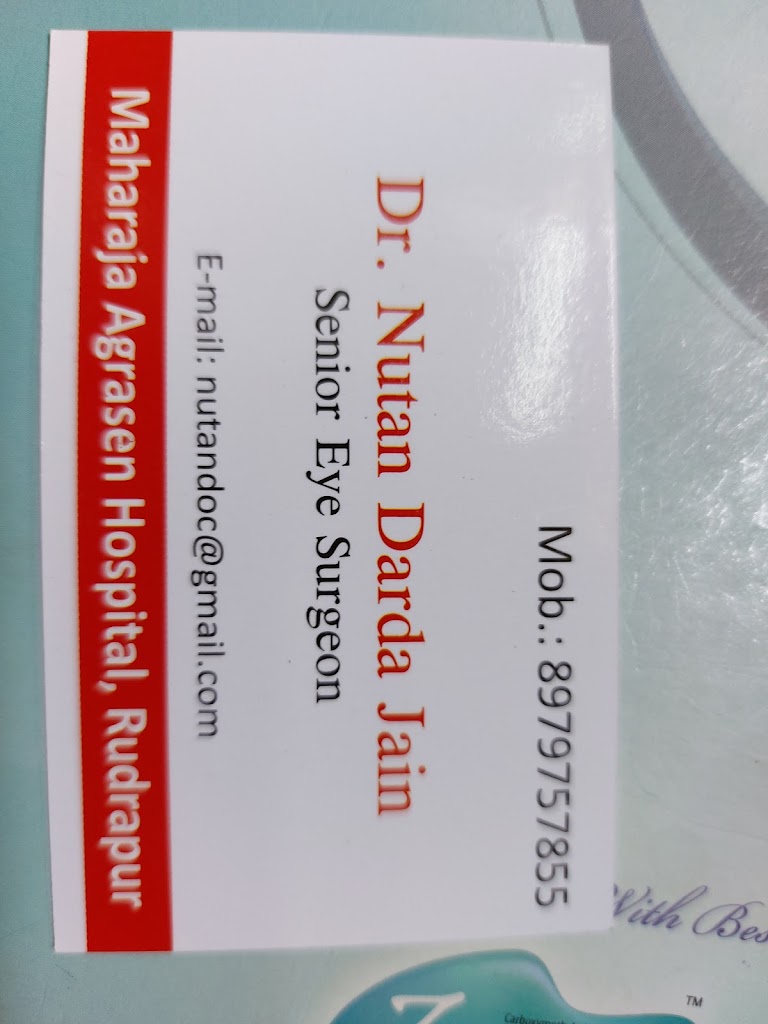 Mob.: 8979757855
Dr. Nutan Darda Jain
Senior Eye Surgeon
E-mail: nutandoc@gmail.com
Maharaja Agrasen Hospital, Rudrapur
With Bes
TM